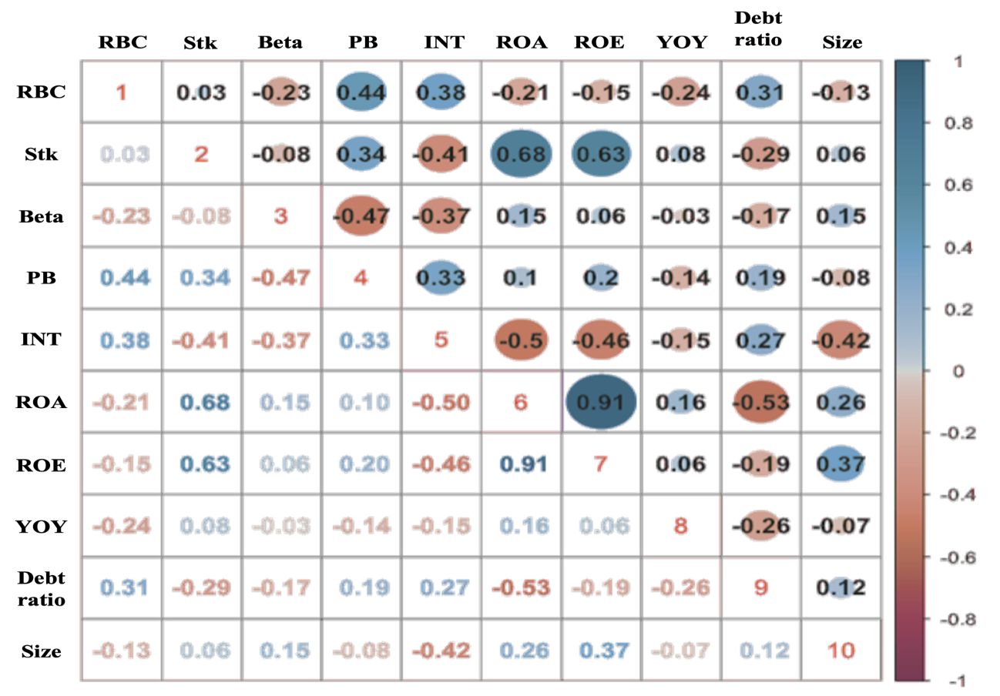 Debt
RBC Stk Beta PB INT ROA ROE YOY ratio Size
RBC 1 0.03 -0.23 0.44 0.38 -0.21 -0.15 -0.24 0.31 -0.13
Stk 0.03 2 -0.08 0.34 -0.41 0.68 0.63 0.08 -0.29 0.06
Beta -0.23 -0.08 3 -0.47 -0.37 0.15 0.06 -0.03 -0.17 0.15
PB 0.44 0.34 -0.47 4 0.33 0.1 0.2 -0.14 0.19 -0.08
INT 0.38 -0.41 -0.37 0.33 5 -0.5 -0.46 -0.15 0.27 -0.42
ROA -0.21 0.68 0.15 0.10 -0.50 6 0.91 0.16 -0.53 0.26
ROE -0.15 0.63 0.06 0.20 -0.46 0.91 7 0.06 -0.19 0.37
YOY -0.24 0.08 -0.03 -0.14 -0.15 0.16 0.06 8 -0.26 -0.07
Debt
ratio 0.31 -0.29 -0.17 0.19 0.27 -0.53 -0.19 -0.26 9 0.12
Size -0.13 0.06 0.15 -0.08 -0.42 0.26 0.37 -0.07 0.12 10
1
0.8
0.6
0.4
0.2
0
-0.2
-0.4
-0.6
-0.8
-1